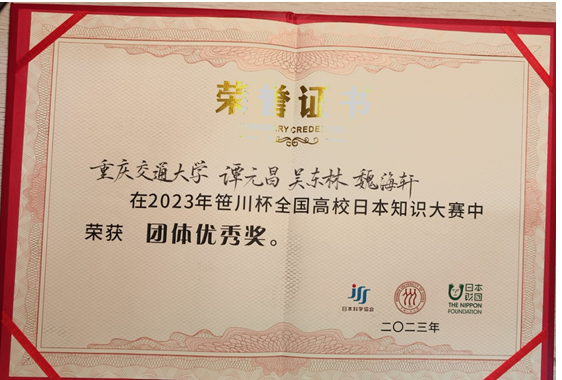 荣誉证书
HONORARY CREDENTIAL
重庆交通大学 谭元昌 吴东林 魏海轩
在2023年笹川杯全国高校日本知识大赛中
荣获 团体优秀奖。
jss
日本科学協会
日本財団
THE NIPPON
FOUNDATION
二〇二三年